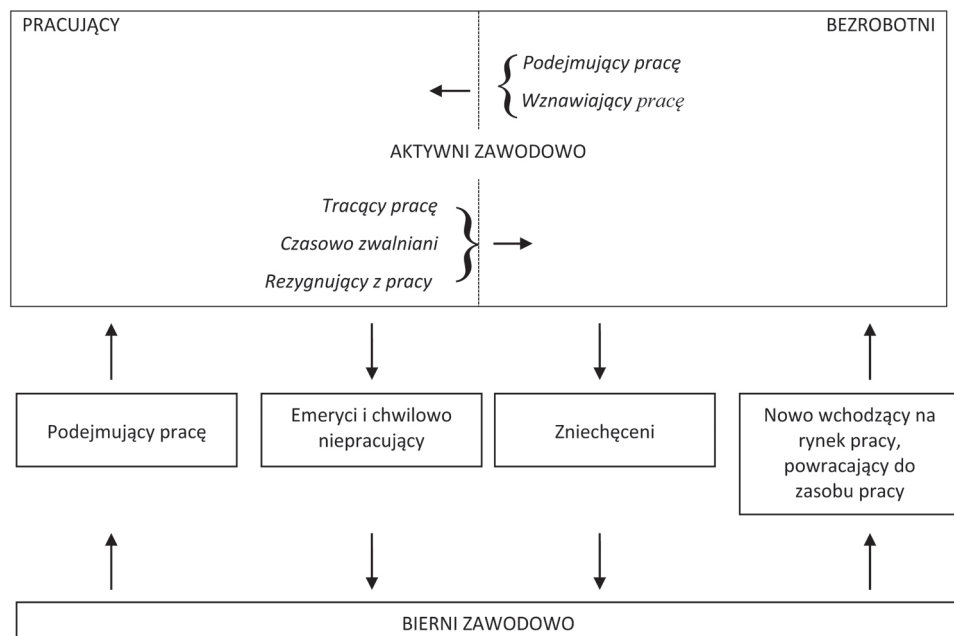 PRACUJĄCY
BEZROBOTNI
Podejmujący pracę
Wznawiający pracę
AKTYWNI ZAWODOWO
Tracący pracę
Czasowo zwalniani
Rezygnujący z pracy
Podejmujący pracę
Emeryci i chwilowo
niepracujący
Zniechęceni
Nowo wchodzący na
rynek pracy,
powracający do
zasobu pracy
BIERNI ZAWODOWO